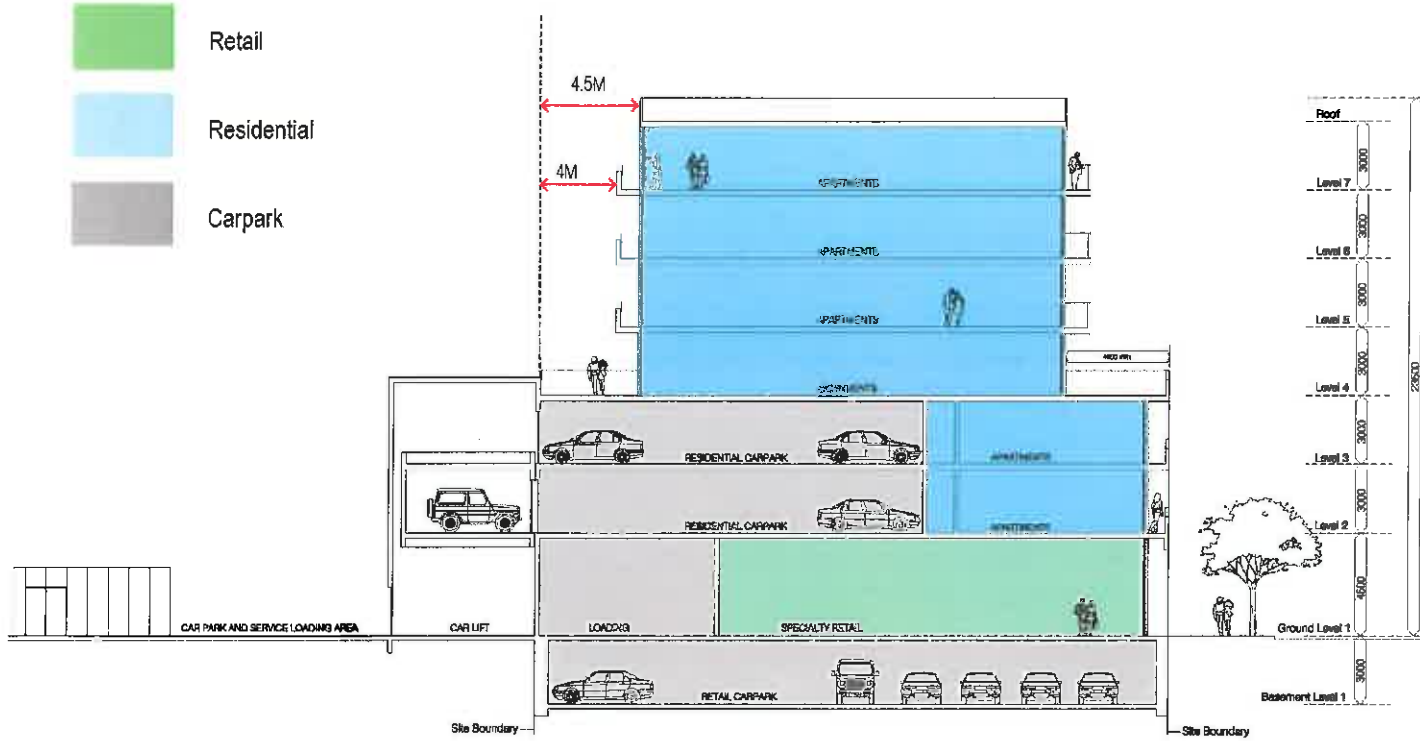 Retail
Residential
Carpark
4.5M
4M
Roof
3000
APARTMENTS
Level 7
3000
APARTMENTS
Level 6
3000
APARTMENTS
Level 5
3000
Level 4
23500
3000
RESIDENTIAL CARPARK
APARTMENTS
Level 3
3000
RESIDENTIAL CARPARK
APARTMENTS
Level 2
4500
CAR PARK AND SERVICE LOADING AREA
CAR LIFT
LOADING
SPECIALTY RETAIL
Ground Level 1
3000
RETAIL CARPARK
Basement Level 1
Site Boundary
Site Boundary